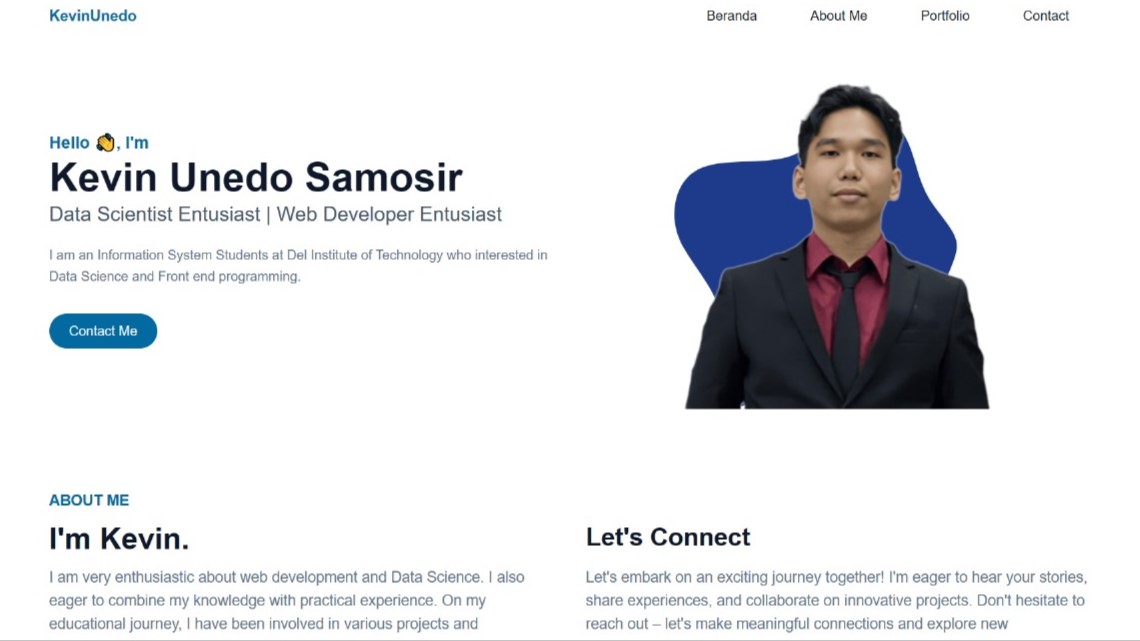 KevinUnedo
Beranda About Me Portfolio Contact
Hello 👏, I'm
Kevin Unedo Samosir
Data Scientist Entusiast | Web Developer Entusiast
I am an Information System Students at Del Institute of Technology who interested in
Data Science and Front end programming.
Contact Me
ABOUT ME
I'm Kevin.
I am very enthusiastic about web development and Data Science. I also
eager to combine my knowledge with practical experience. On my
educational journey, I have been involved in various projects and
Let's Connect
Let's embark on an exciting journey together! I'm eager to hear your stories,
share experiences, and collaborate on innovative projects. Don't hesitate to
reach out – let's make meaningful connections and explore new